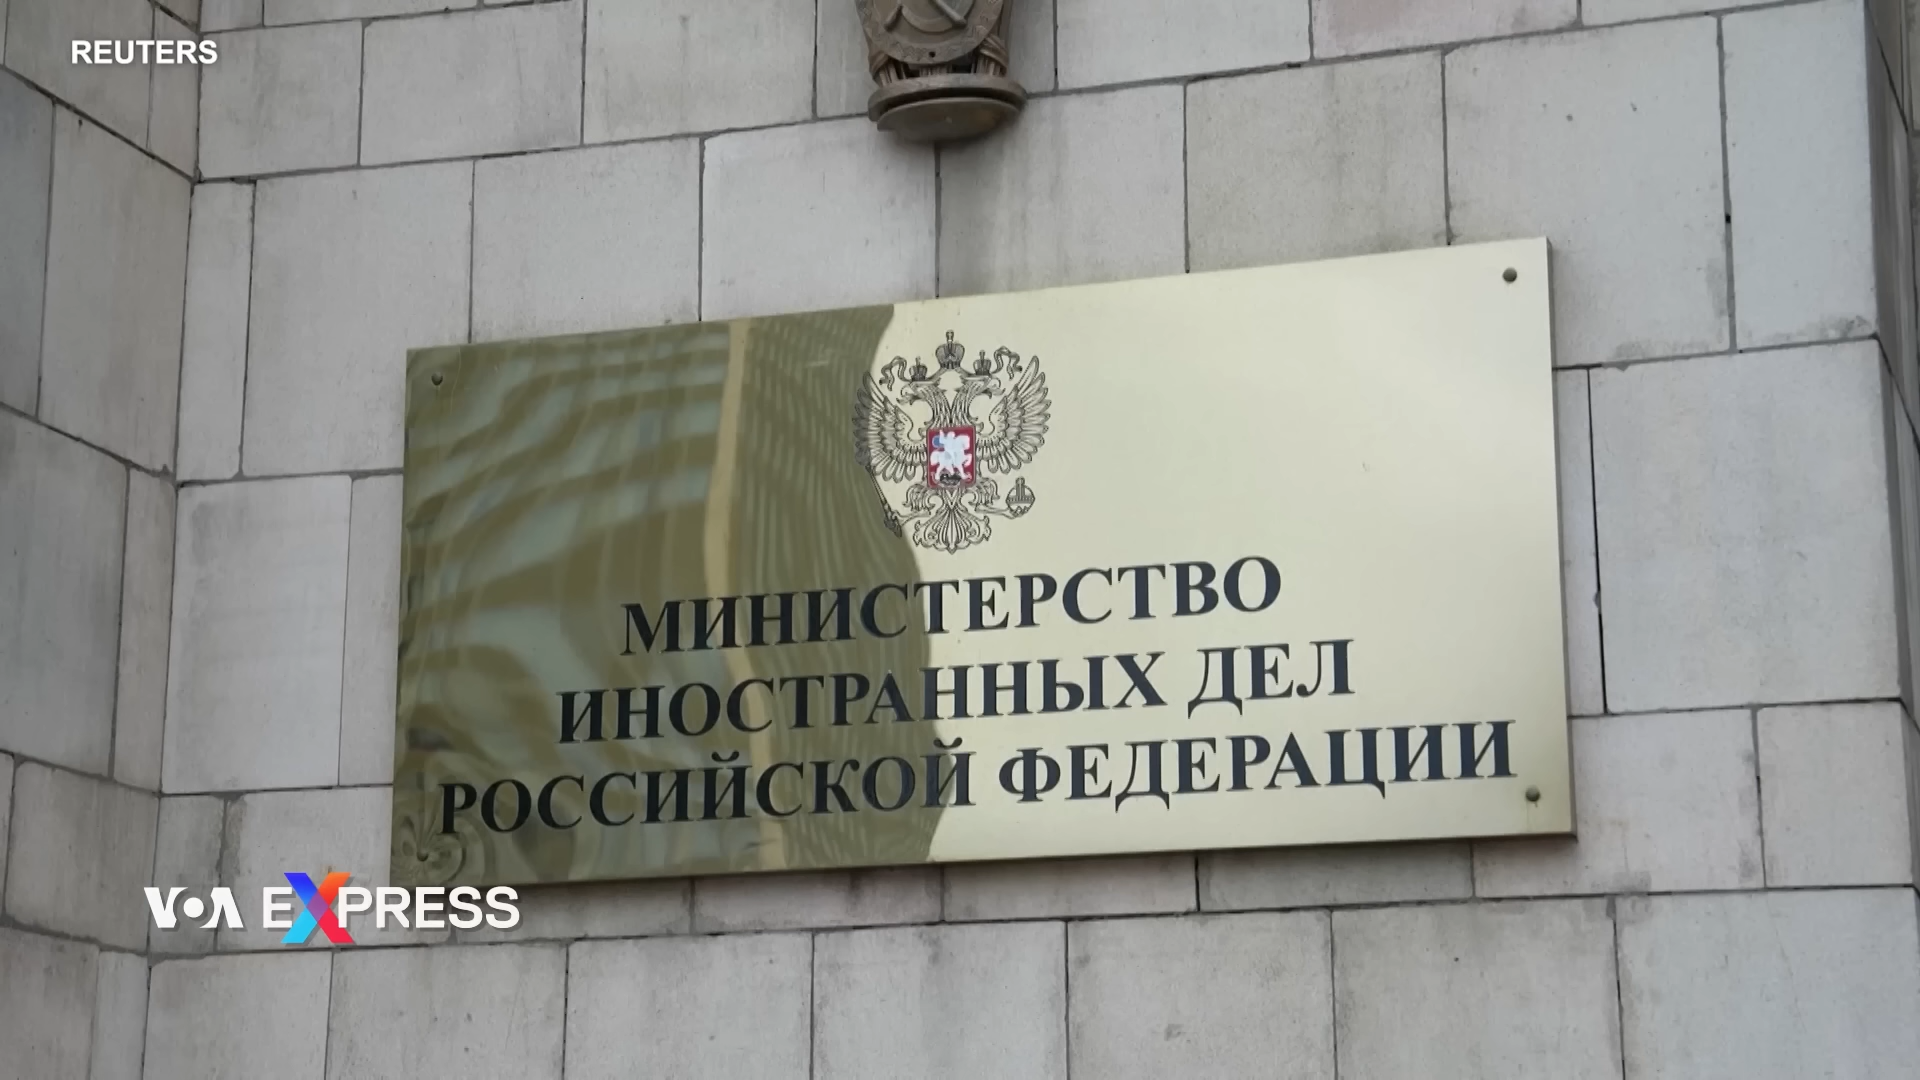 REUTERS
МИНИСТЕРСТВО
ИНОСТРАННЫХ ДЕЛ
РОССИЙСКОЙ ФЕДЕРАЦИИ
VOA EXPRESS